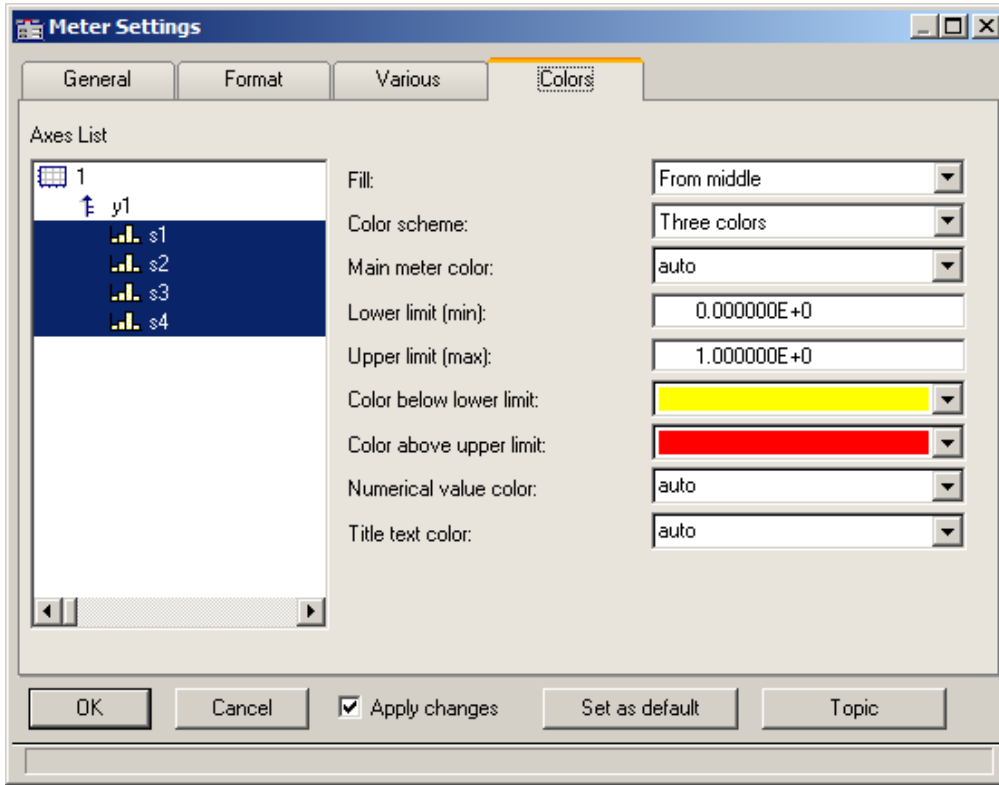 Meter Settings
General Format Various Colors
Axes List
1
y1
s1
s2
s3
s4
Fill: From middle
Color scheme: Three colors
Main meter color: auto
Lower limit (min): 0.000000E+0
Upper limit (max): 1.000000E+0
Color below lower limit:
Color above upper limit:
Numerical value color: auto
Title text color: auto
OK Cancel Apply changes Set as default Topic